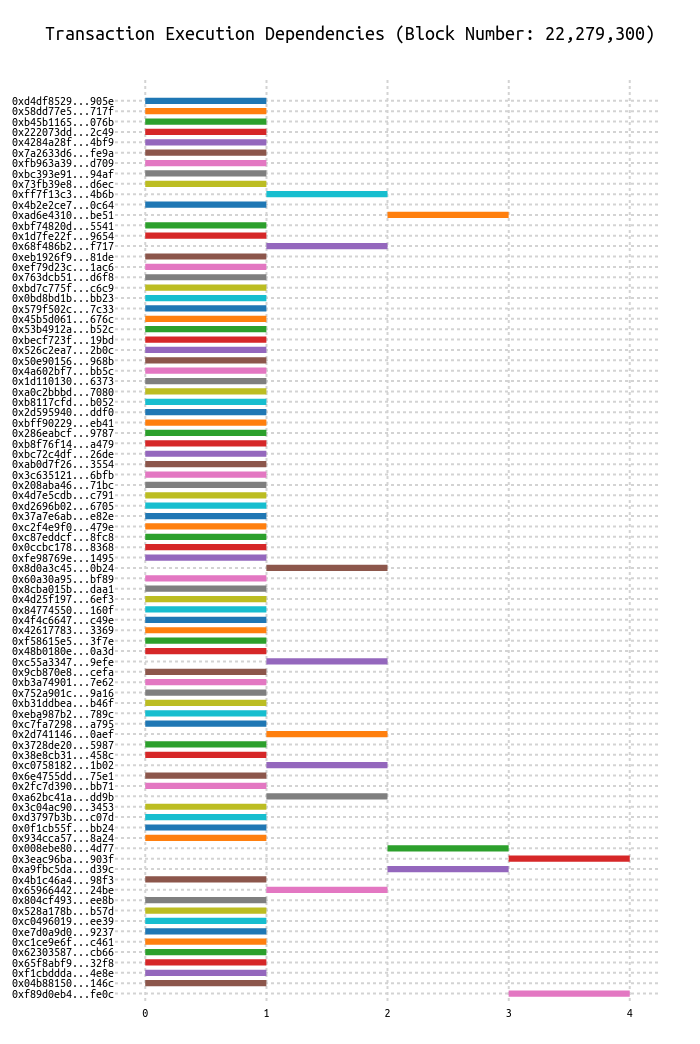 Transaction Execution Dependencies (Block Number: 22,279,300)
0xd4df8529...905e
0x58dd77e5...717f
0xb45b1165...076b
0x222073dd...2c49
0x4284a28f...4bf9
0x7a2633d6...fe9a
0xfb963a39...d709
0xbc393e91...94af
0x73fb39e8...d6ec
0xff7f13c3...4b6b
0x4b2e2ce7...0c64
0xad6e4310...be51
0xbf74820d...5541
0x1d7fe22f...9654
0x68f486b2...f717
0xeb1926f9...81de
0xef79d23c...1ac6
0x763dcb51...d6f8
0xbd7c775f...c6c9
0x0bd8bd1b...bb23
0x579f502c...7c33
0x45b5d061...676c
0x53b4912a...b52c
0xbecf723f...19bd
0x526c2ea7...2b0c
0x50e90156...968b
0x4a602bf7...bb5c
0x1d110130...6373
0xa0c2bbbd...7080
0xb8117cfd...b052
0x2d595940...ddf0
0xbff90229...eb41
0x286eabcf...9787
0xb8f76f14...a479
0xbc72c4df...26de
0xab0d7f26...3554
0x3c635121...6bfb
0x208aba46...71bc
0x4d7e5cdb...c791
0xd2696b02...6705
0x37a7e6ab...e82e
0xc2f4e9f0...479e
0xc87eddcf...8fc8
0x0ccbc178...8368
0xfe98769e...1495
0x8d0a3c45...0b24
0x60a30a95...bf89
0x8cba015b...daa1
0x4d25f197...6ef3
0x84774550...160f
0x4f4c6647...c49e
0x42617783...3369
0xf58615e5...3f7e
0x48b0180e...0a3d
0xc55a3347...9efe
0x9cb870e8...cefa
0xb3a74901...7e62
0x752a901c...9a16
0xb31ddbea...b46f
0xeba987b2...789c
0xc7fa7298...a795
0x2d741146...0aef
0x3728de20...5987
0x38e8cb31...458c
0xc0758182...1b02
0x6e4755dd...75e1
0x2fc7d390...bb71
0xa62bc41a...dd9b
0x3c04ac90...3453
0xd3797b3b...c07d
0x0f1cb55f...bb24
0x934cca57...8a24
0x008ebe80...4d77
0x3eac96ba...903f
0xa9fbc5da...d39c
0x4b1c46a4...98f3
0x65966442...24be
0x804cf493...ee8b
0x528a178b...b57d
0xc0496019...ee39
0xe7d0a9d0...9237
0xc1ce9e6f...c461
0x62303587...cb66
0x65f8abf9...32f8
0xf1cbddda...4e8e
0x04b88150...146c
0xf89d0eb4...fe0c
0 1 2 3 4